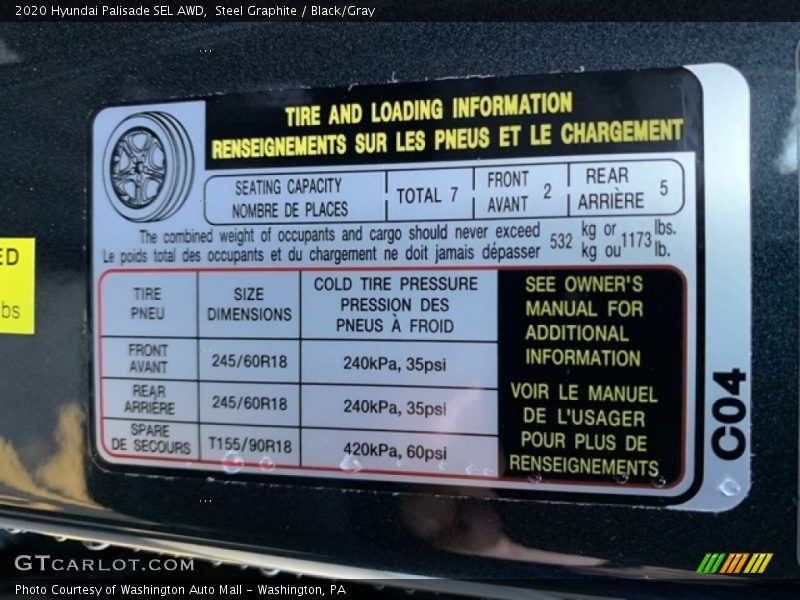 2020 Hyundai Palisade SEL AWD,  Steel Graphite / Black/Gray
TIRE AND LOADING INFORMATION
RENSEIGNEMENTS SUR LES PNEUS ET LE CHARGEMENT
SEATING CAPACITY
NOMBRE DE PLACES
TOTAL 7
FRONT
AVANT
2
REAR
ARRIÈRE
5
The combined weight of occupants and cargo should never exceed
Le poids total des occupants et du chargement ne doit jamais dépasser
532
kg or
kg ou
1173
lbs.
lb.
ED
bs
TIRE
PNEU
SIZE
DIMENSIONS
COLD TIRE PRESSURE
PRESSION DES
PNEUS À FROID
FRONT
AVANT
245/60R18
240kPa, 35psi
REAR
ARRIÈRE
245/60R18
240kPa, 35psi
SPARE
DE SECOURS
T155/90R18
420kPa, 60psi
SEE OWNER'S
MANUAL FOR
ADDITIONAL
INFORMATION
VOIR LE MANUEL
DE L'USAGER
POUR PLUS DE
RENSEIGNEMENTS
C04
GTCARLOT.COM
Photo Courtesy of Washington Auto Mall - Washington, PA